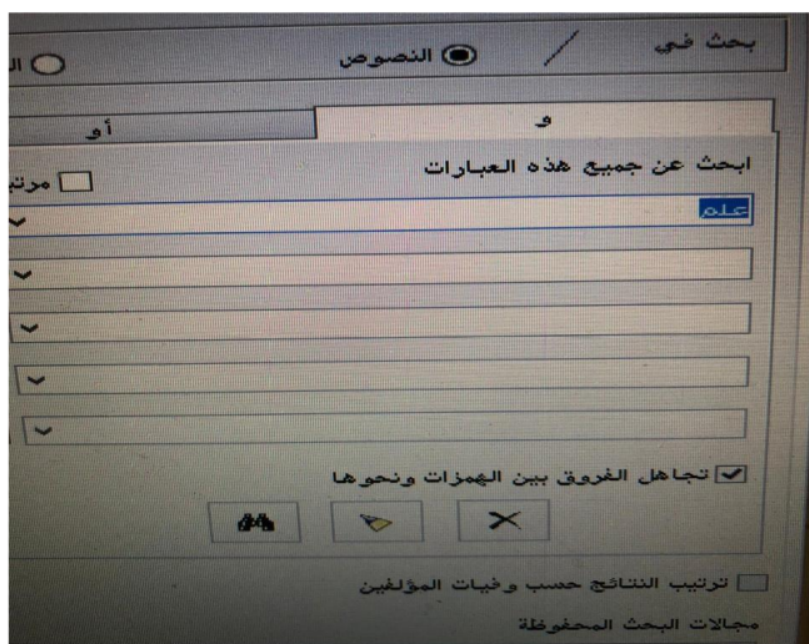 بحث في / النصوص
و أو
ابحث عن جميع هذه العبارات
علم
تجاهل الفروق بين الهمزات ونحوها
ترتيب النتائج حسب وفيات المؤلفين
مجالات البحث المحفوظة